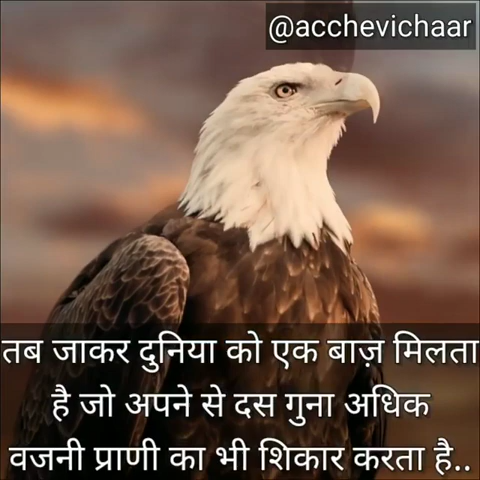 @acchevichaar
तब जाकर दुनिया को एक बाज़ मिलता
है जो अपने से दस गुना अधिक
वजनी प्राणी का भी शिकार करता है..